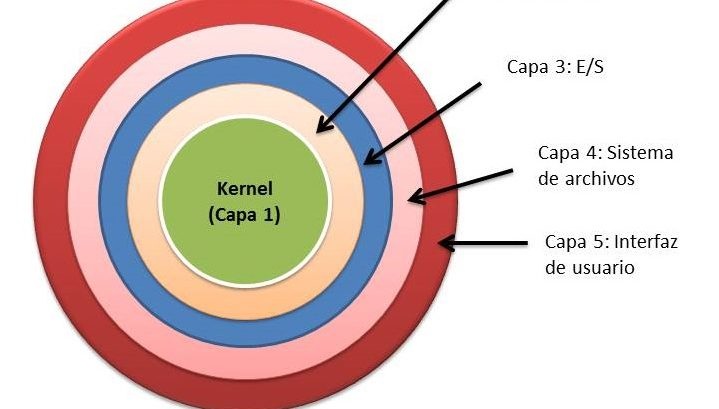 Capa 3: E/S
Capa 4: Sistema
de archivos
Kernel
(Capa 1)
Capa 5: Interfaz
de usuario